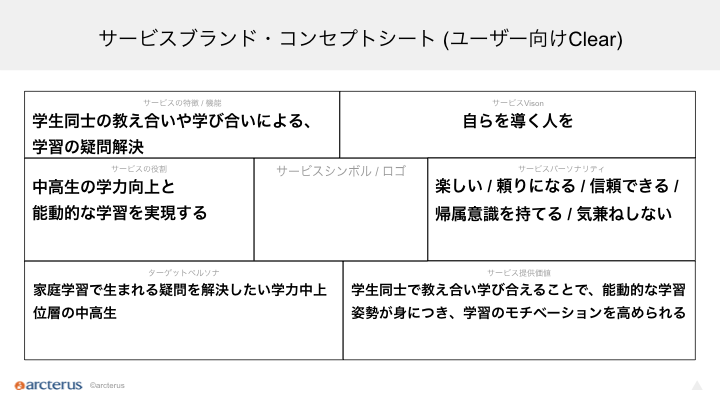 サービスブランド・コンセプトシート (ユーザー向けClear)
サービスの特徴 / 機能
学生同士の教え合いや学び合いによる、
学習の疑問解決
サービスVison
自らを導く人を
サービスの役割
中高生の学力向上と
能動的な学習を実現する
サービスシンボル / ロゴ
サービスパーソナリティ
楽しい / 頼りになる / 信頼できる /
帰属意識を持てる / 気兼ねしない
ターゲットペルソナ
家庭学習で生まれる疑問を解決したい学力中上
位層の中高生
サービス提供価値
学生同士で教え合い学び合えることで、能動的な学習
姿勢が身につき、学習のモチベーションを高められる
arcterus ©arcterus